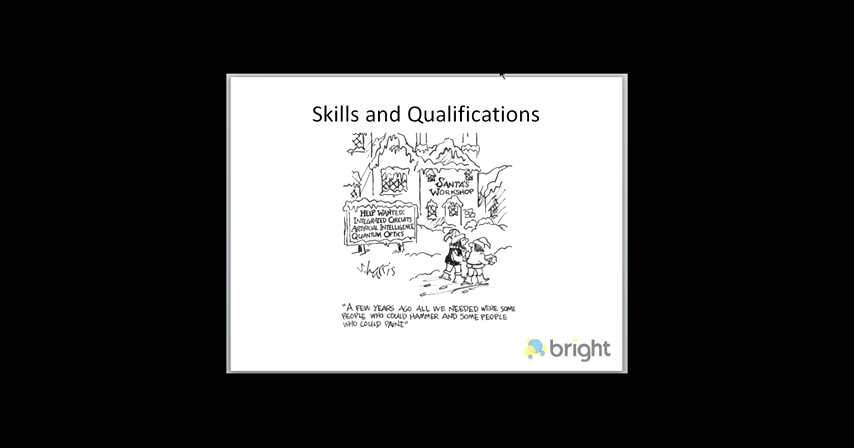 Skills and Qualifications
SANTA'S
WORKSHOP
HELP WANTED:
INTEGRATED CIRCUITS
ARTIFICIAL INTELLIGENCE
QUANTUM OPTICS
S. Harris
"A FEW YEARS AGO ALL WE NEEDED WERE SOME
PEOPLE WHO COULD HAMMER AND SOME PEOPLE
WHO COULD PAINT."
bright